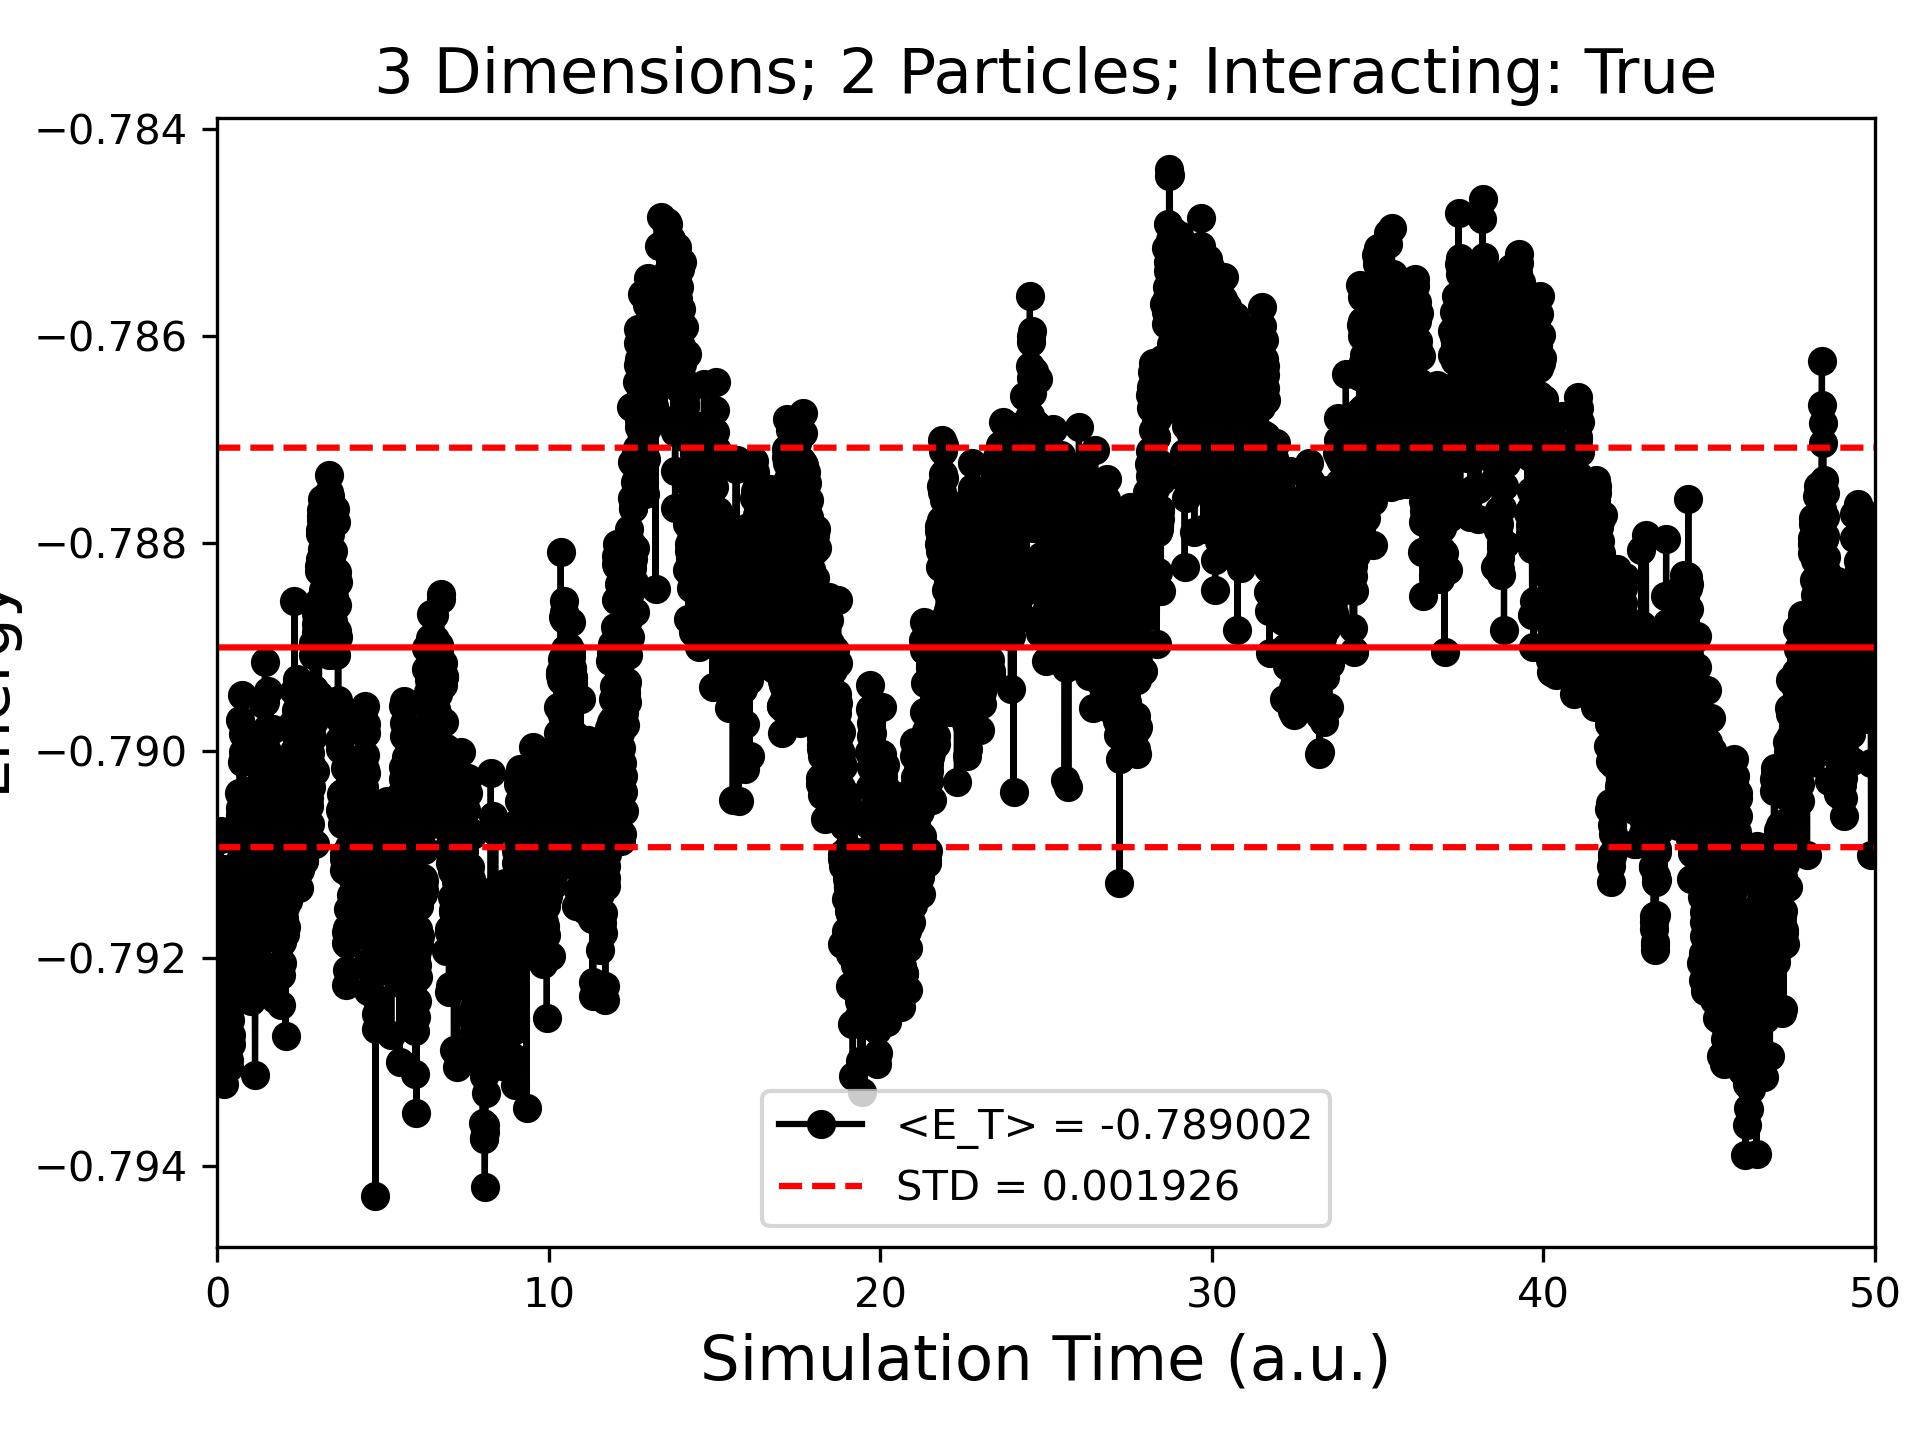 3 Dimensions; 2 Particles; Interacting: True
−0.784
−0.786
−0.788
−0.790
−0.792
−0.794
Energy
<E_T> = -0.789002
STD = 0.001926
0 10 20 30 40 50
Simulation Time (a.u.)